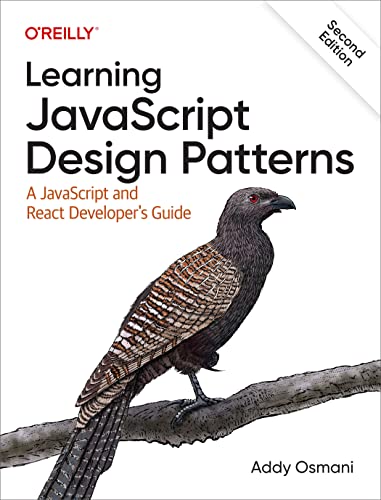 O'REILLY®
Second
Edition
Learning
JavaScript
Design Patterns
A JavaScript and
React Developer's Guide
Addy Osmani